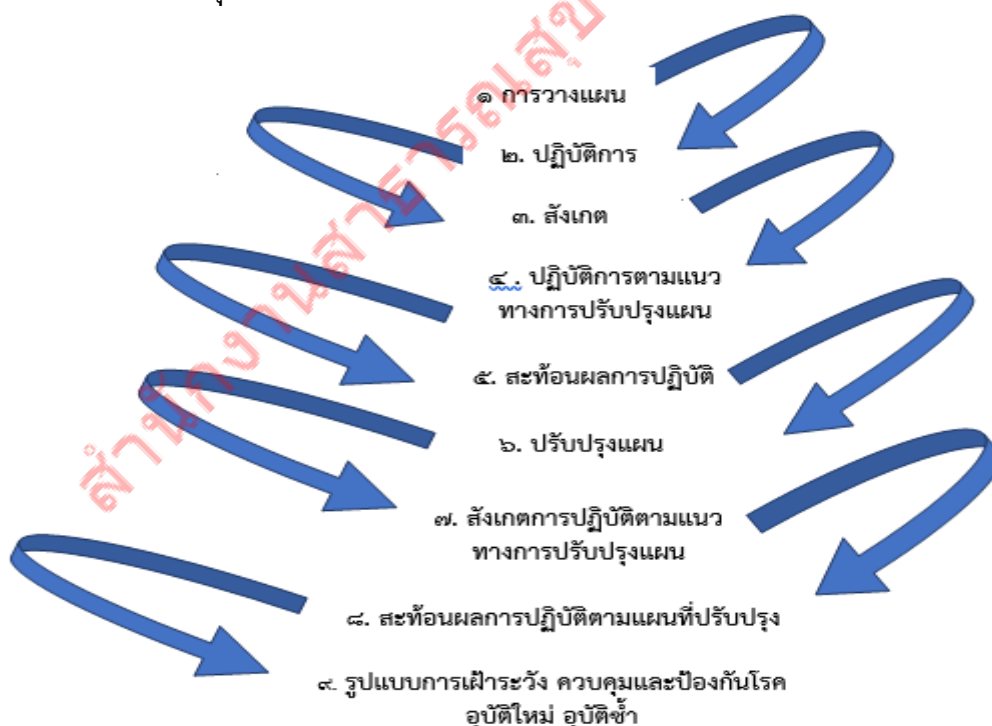 ๑ การวางแผน
๒. ปฏิบัติการ
๓. สังเกต
๔ . ปฏิบัติการตามแนว
ทางการปรับปรุงแผน
๕. สะท้อนผลการปฏิบัติ
๖. ปรับปรุงแผน
๗. สังเกตการปฏิบัติตามแนว
ทางการปรับปรุงแผน
๘. สะท้อนผลการปฏิบัติตามแผนที่ปรับปรุง
๙. รูปแบบการเฝ้าระวัง ควบคุมและป้องกันโรค
อุบัติใหม่ อุบัติซ้ำ
สำนักงานสาธารณสุข